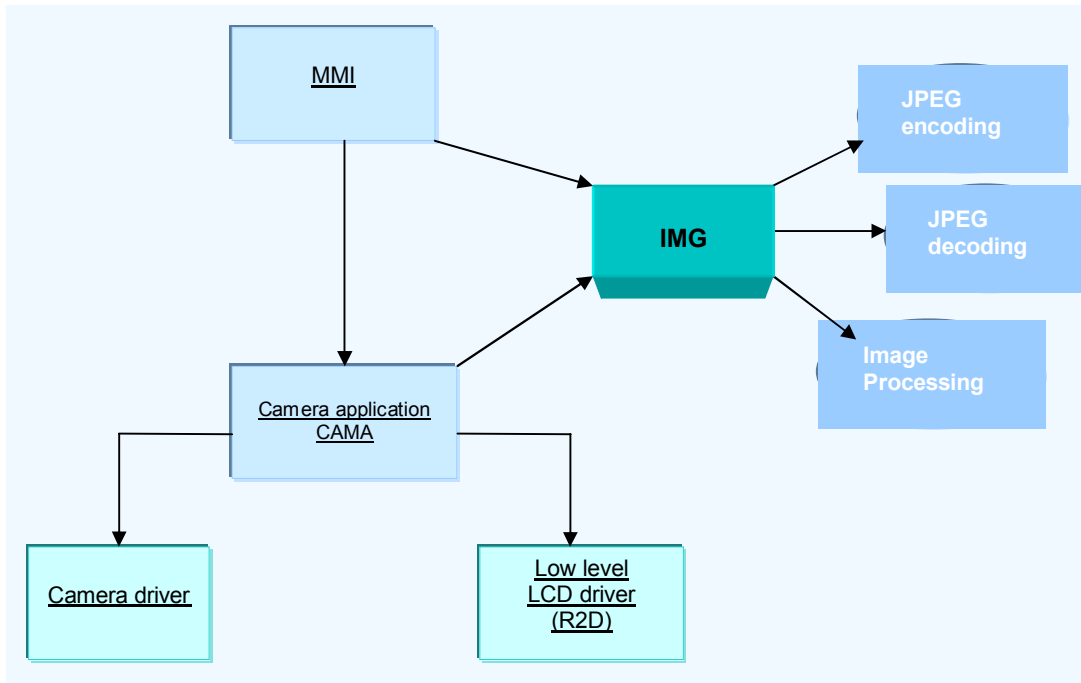 MMI
JPEG
encoding
IMG
JPEG
decoding
Image
Processing
Camera application
CAMA
Camera driver
Low level
LCD driver
(R2D)